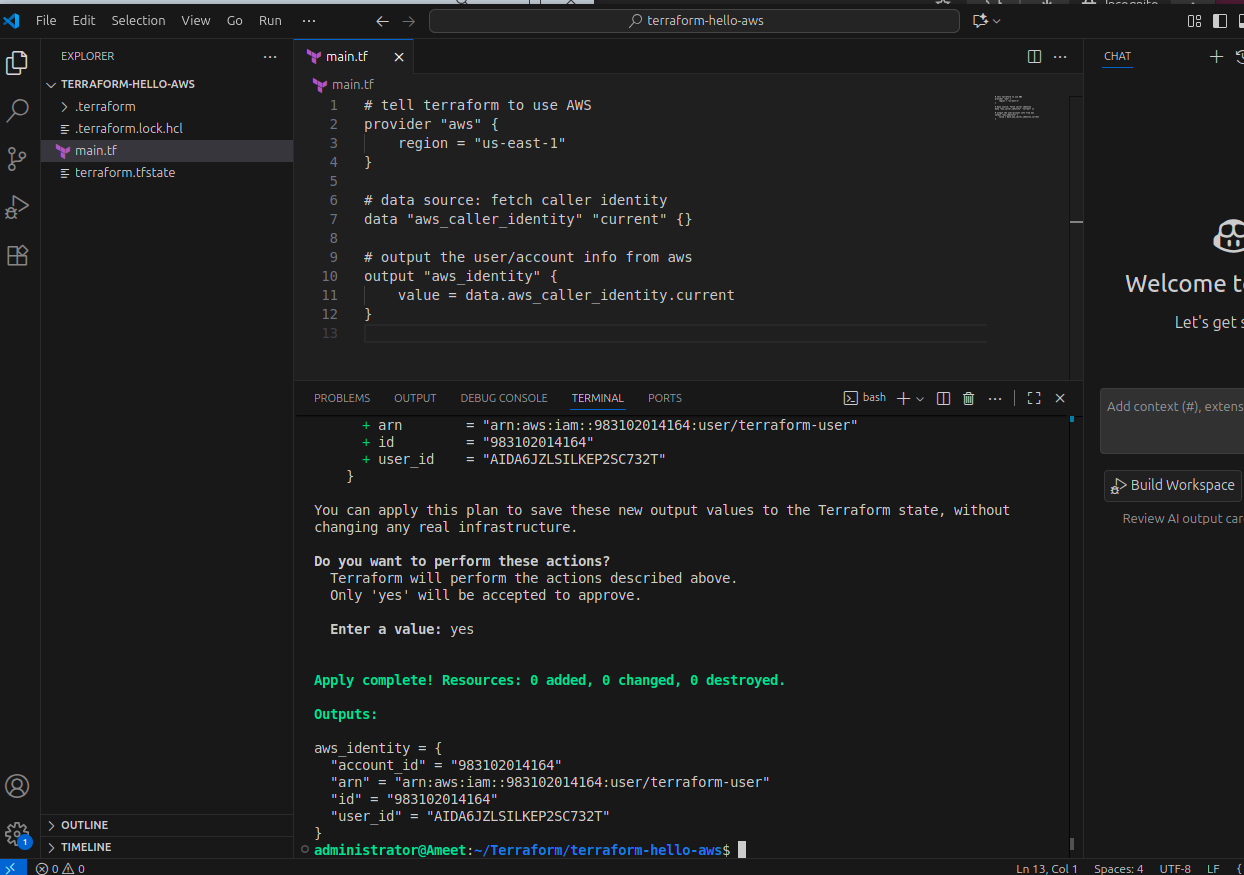 Incognito
File Edit Selection View Go Run ··· terraform-hello-aws
EXPLORER ···
TERRAFORM-HELLO-AWS
.terraform
.terraform.lock.hcl
main.tf
terraform.tfstate
OUTLINE
TIMELINE
main.tf
main.tf
1 # tell terraform to use AWS
2 provider "aws" {
3     region = "us-east-1"
4 }
5
6 # data source: fetch caller identity
7 data "aws_caller_identity" "current" {}
8
9 # output the user/account info from aws
10 output "aws_identity" {
11     value = data.aws_caller_identity.current
12 }
13
PROBLEMS OUTPUT DEBUG CONSOLE TERMINAL PORTS bash
+ arn = "arn:aws:iam::983102014164:user/terraform-user"
+ id = "983102014164"
+ user_id = "AIDA6JZLSILKEP2SC732T"
}
You can apply this plan to save these new output values to the Terraform state, without
changing any real infrastructure.
Do you want to perform these actions?
Terraform will perform the actions described above.
Only 'yes' will be accepted to approve.
Enter a value: yes
Apply complete! Resources: 0 added, 0 changed, 0 destroyed.
Outputs:
aws_identity = {
"account_id" = "983102014164"
"arn" = "arn:aws:iam::983102014164:user/terraform-user"
"id" = "983102014164"
"user_id" = "AIDA6JZLSILKEP2SC732T"
}
administrator@Ameet:~/Terraform/terraform-hello-aws$
CHAT
Welcome t
Let's get s
Add context (#), extens
Build Workspace
Review AI output car
1
0 0
Ln 13, Col 1 Spaces: 4 UTF-8 LF {